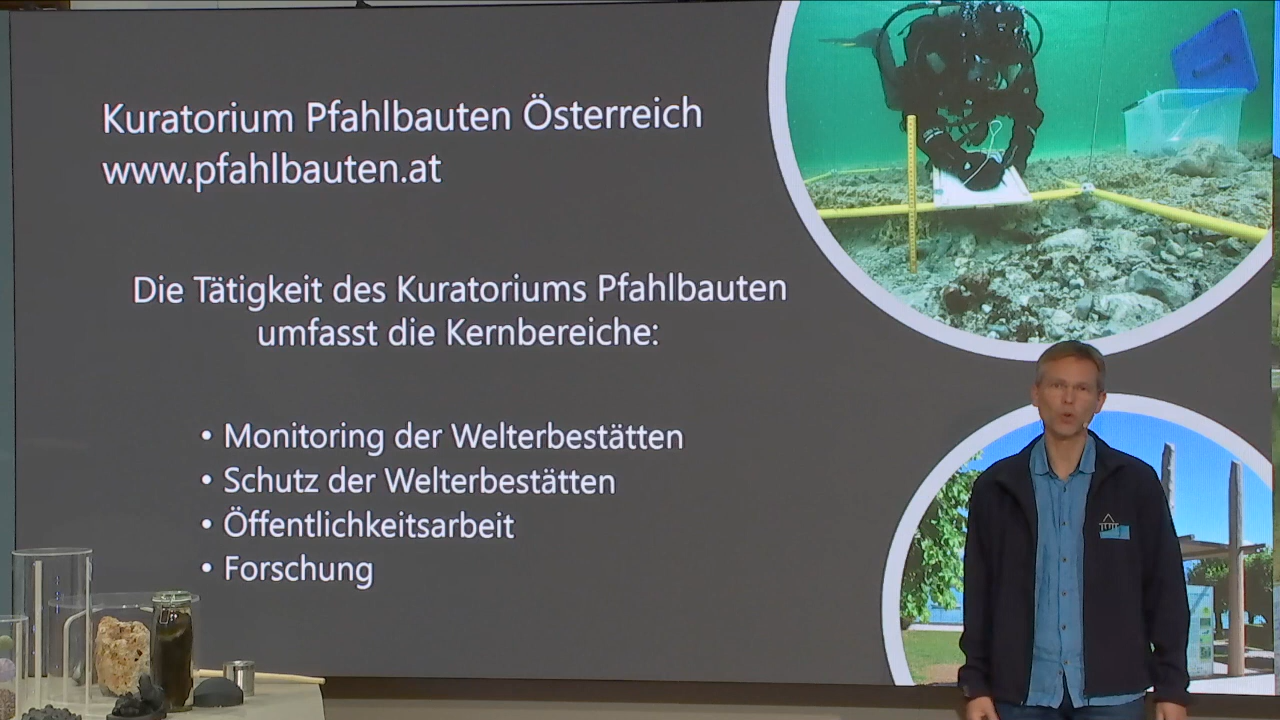 Kuratorium Pfahlbauten Österreich
www.pfahlbauten.at
Die Tätigkeit des Kuratoriums Pfahlbauten
umfasst die Kernbereiche:
• Monitoring der Welterbestätten
• Schutz der Welterbestätten
• Öffentlichkeitsarbeit
• Forschung